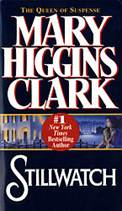 THE QUEEN OF SUSPENSE
MARY
HIGGINS
CLARK
#1
New York
Times
Bestselling
Author
STILLWATCH